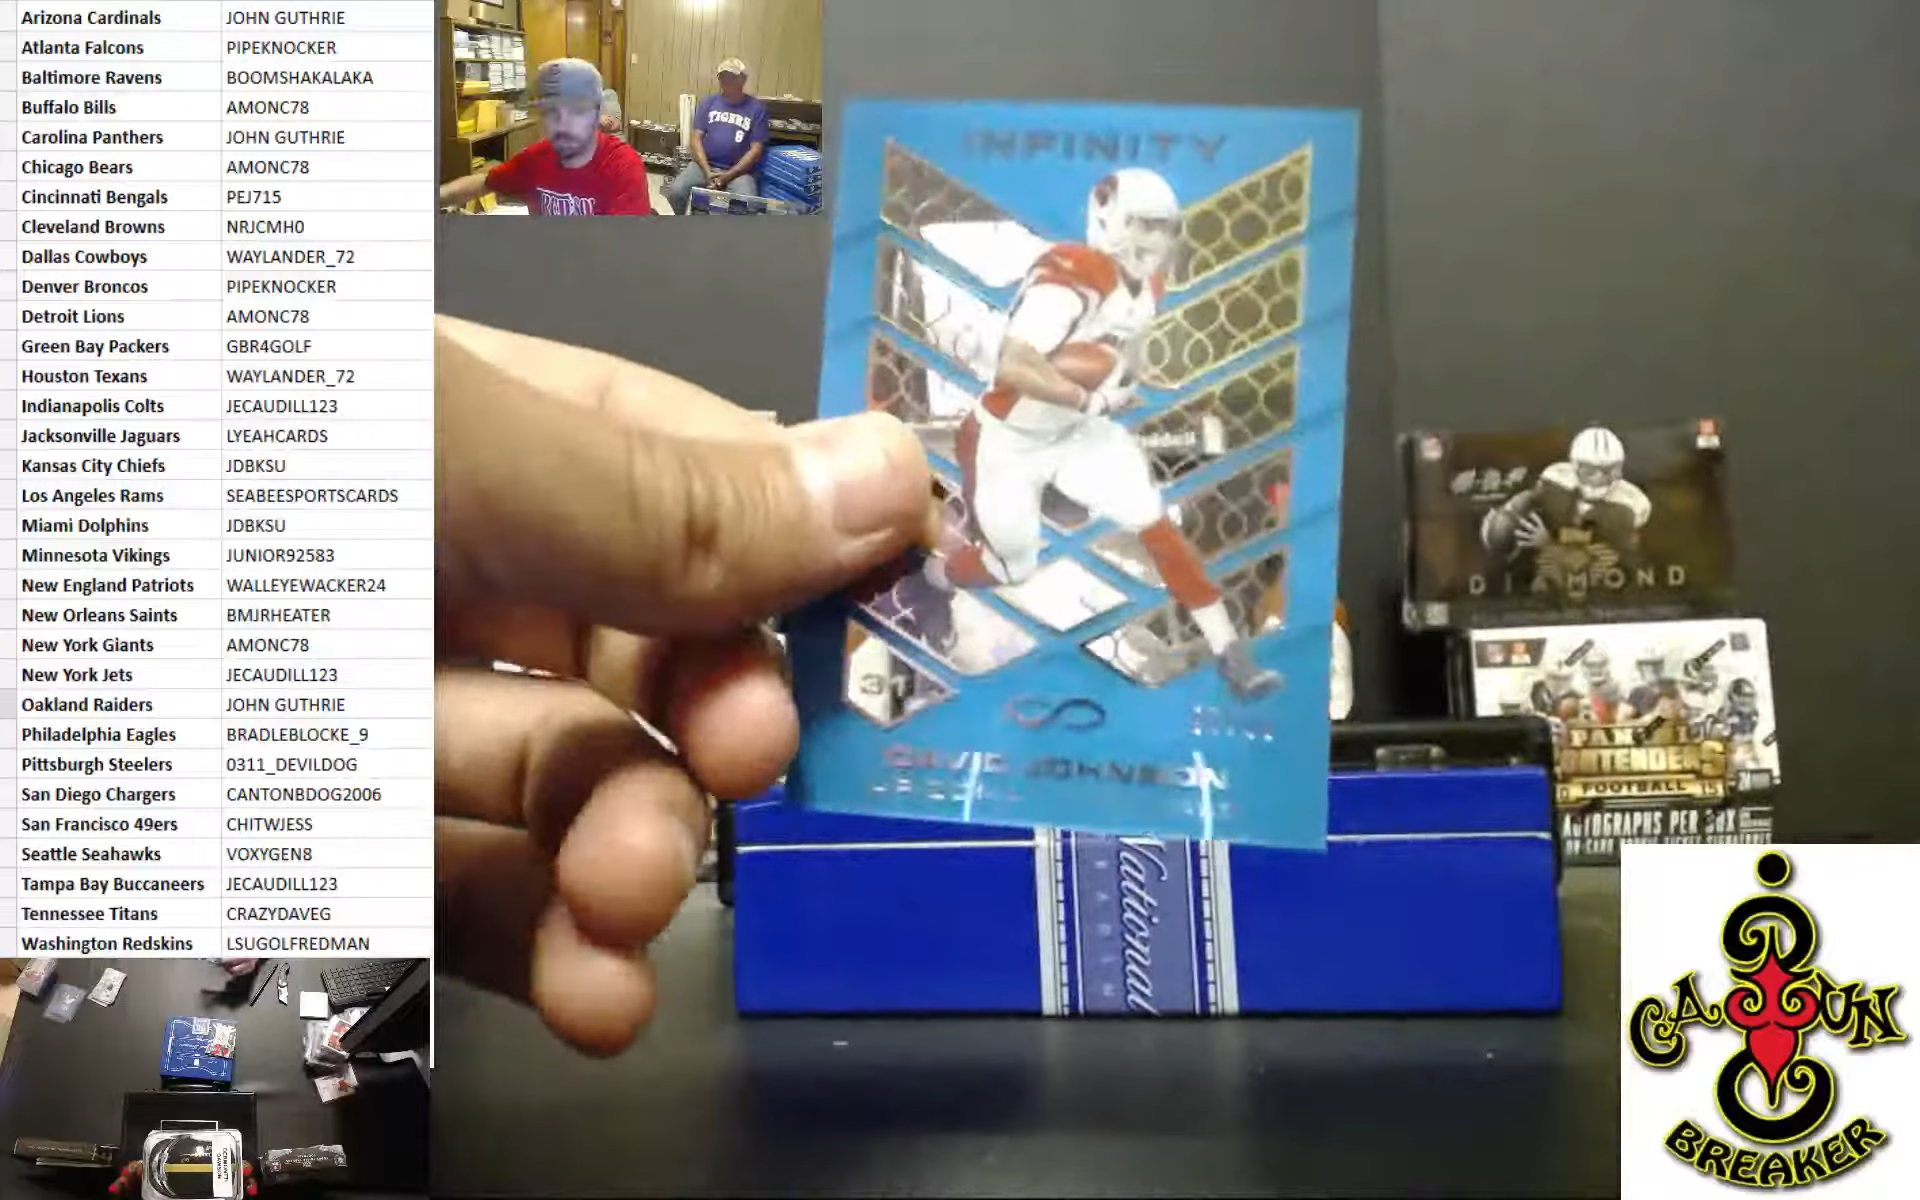 Arizona Cardinals JOHN GUTHRIE
Atlanta Falcons PIPEKNOCKER
Baltimore Ravens BOOMSHAKALAKA
Buffalo Bills AMONC78
Carolina Panthers JOHN GUTHRIE
Chicago Bears AMONC78
Cincinnati Bengals PEJ715
Cleveland Browns NRJCMH0
Dallas Cowboys WAYLANDER_72
Denver Broncos PIPEKNOCKER
Detroit Lions AMONC78
Green Bay Packers GBR4GOLF
Houston Texans WAYLANDER_72
Indianapolis Colts JECAUDILL123
Jacksonville Jaguars LYEAHCARDS
Kansas City Chiefs JDBKSU
Los Angeles Rams SEABEESPORTSCARDS
Miami Dolphins JDBKSU
Minnesota Vikings JUNIOR92583
New England Patriots WALLEYEWACKER24
New Orleans Saints BMJRHEATER
New York Giants AMONC78
New York Jets JECAUDILL123
Oakland Raiders JOHN GUTHRIE
Philadelphia Eagles BRADLEBLOCKE_9
Pittsburgh Steelers 0311_DEVILDOG
San Diego Chargers CANTONBDOG2006
San Francisco 49ers CHITWJESS
Seattle Seahawks VOXYGEN8
Tampa Bay Buccaneers JECAUDILL123
Tennessee Titans CRAZYDAVEG
Washington Redskins LSUGOLFREDMAN
TIGERS
8
INFINITY
31
DAVID JOHNSON
DIAMOND
PANINI
CONTENDERS
FOOTBALL
AUTOGRAPHS PER BOX
National
CAJUN
BREAKER